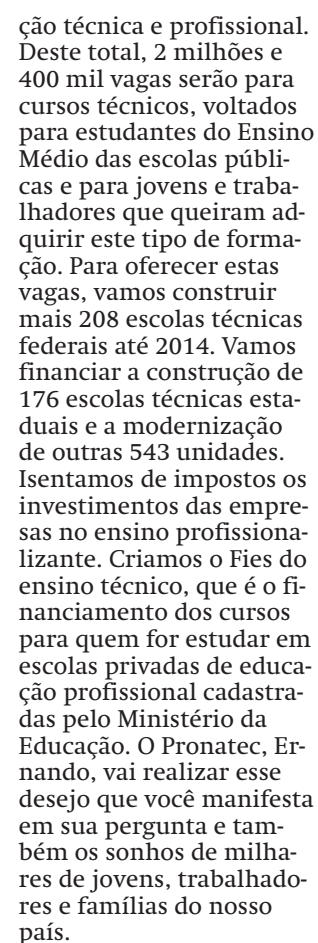 ção técnica e profissional.
Deste total, 2 milhões e
400 mil vagas serão para
cursos técnicos, voltados
para estudantes do Ensino
Médio das escolas públi-
cas e para jovens e traba-
lhadores que queiram ad-
quirir este tipo de forma-
ção. Para oferecer estas
vagas, vamos construir
mais 208 escolas técnicas
federais até 2014. Vamos
financiar a construção de
176 escolas técnicas esta-
duais e a modernização
de outras 543 unidades.
Isentamos de impostos os
investimentos das empre-
sas no ensino profissiona-
lizante. Criamos o Fies do
ensino técnico, que é o fi-
nanciamento dos cursos
para quem for estudar em
escolas privadas de educa-
ção profissional cadastra-
das pelo Ministério da
Educação. O Pronatec, Er-
nando, vai realizar esse
desejo que você manifesta
em sua pergunta e tam-
bém os sonhos de milha-
res de jovens, trabalhado-
res e famílias do nosso
país.